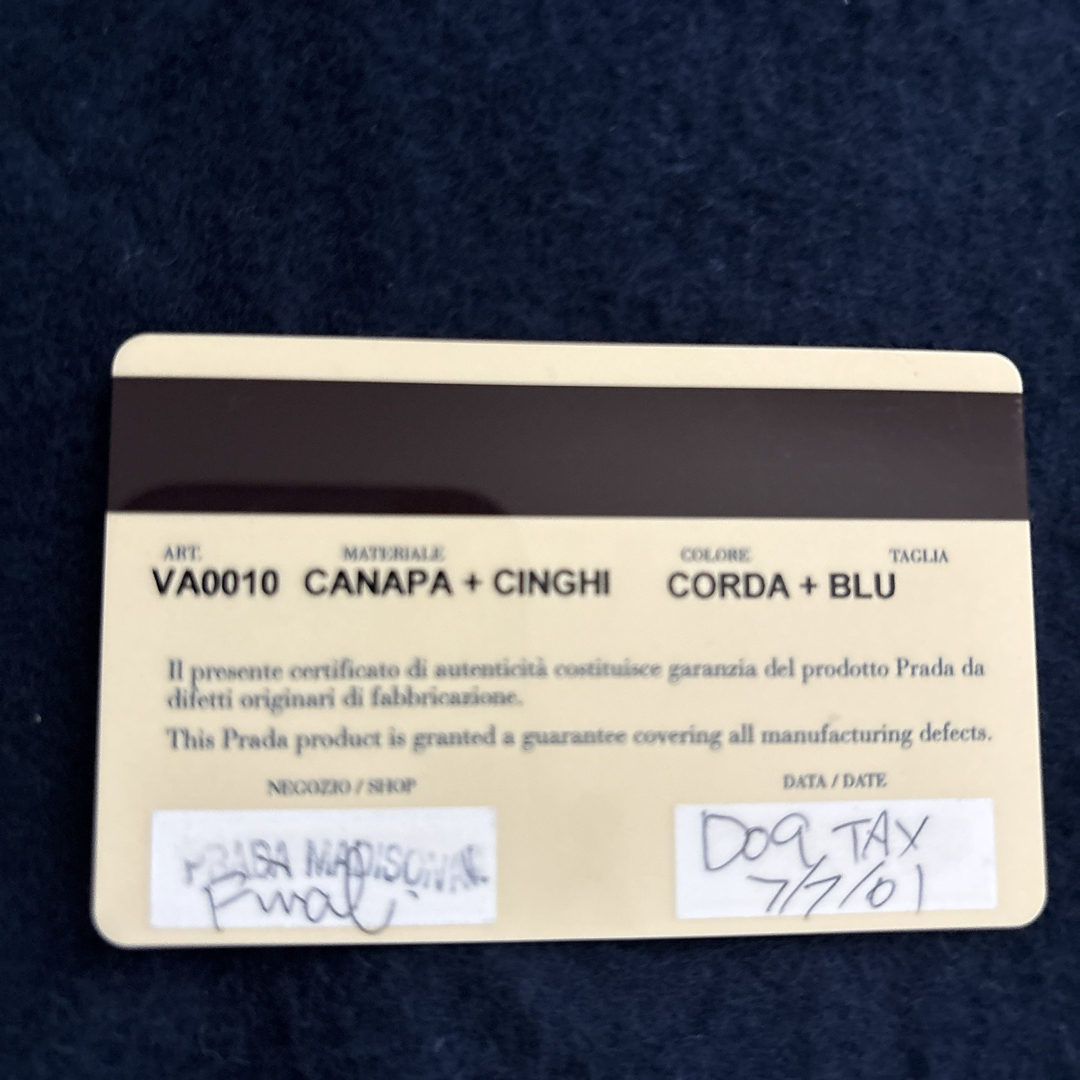 ART. MATERIALE COLORE TAGLIA
VA0010 CANAPA + CINGHI CORDA + BLU
Il presente certificato di autenticità costituisce garanzia del prodotto Prada da
difetti originari di fabbricazione.
This Prada product is granted a guarantee covering all manufacturing defects.
NEGOZIO / SHOP DATA / DATE
PRADA Dog TAX
Final 7/7/01